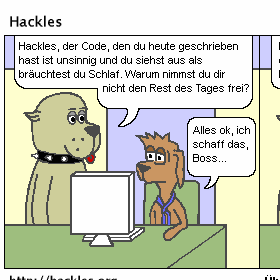 Hackles
Hackles, der Code, den du heute geschrieben
hast ist unsinnig und du siehst aus als
bräuchtest du Schlaf. Warum nimmst du dir
nicht den Rest des Tages frei?
Alles ok, ich
schaff das,
Boss...
http://hackles.org